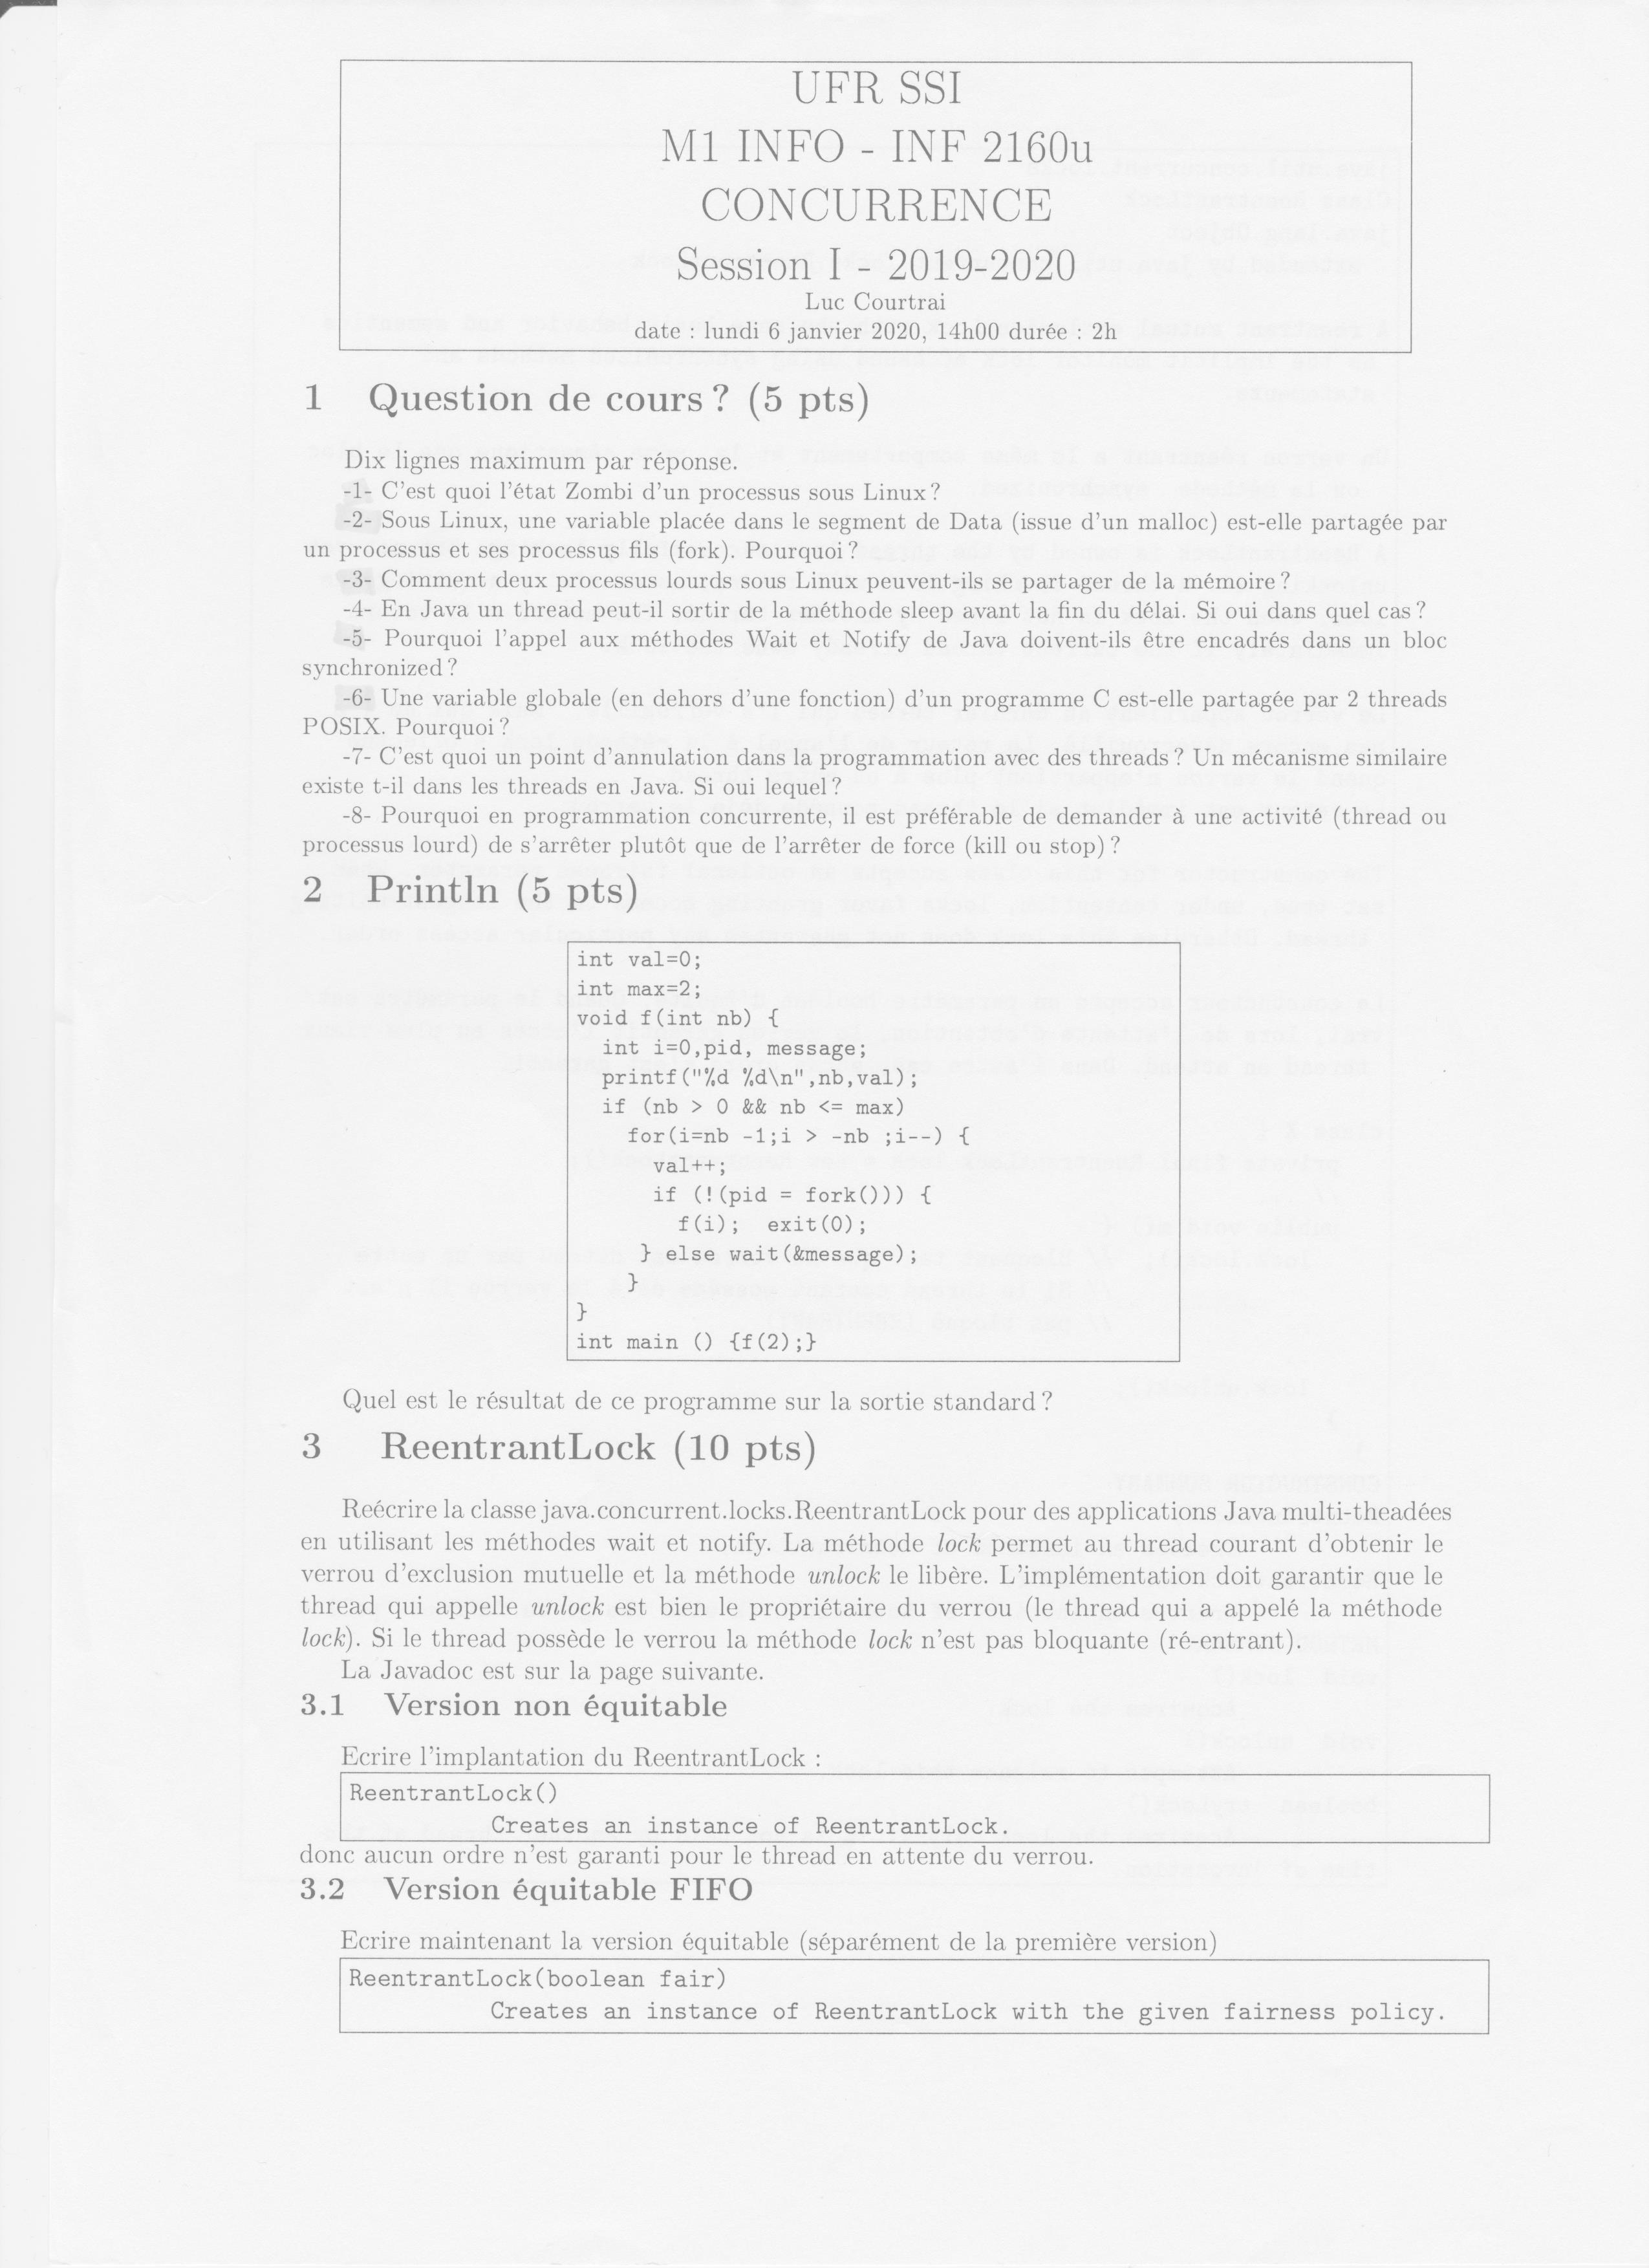 UFR SSI
M1 INFO - INF 2160u
CONCURRENCE
Session I - 2019-2020
Luc Courtrai
date : lundi 6 janvier 2020, 14h00 durée : 2h
1 Question de cours ? (5 pts)
Dix lignes maximum par réponse.
-1- C'est quoi l'état Zombi d'un processus sous Linux ?
-2- Sous Linux, une variable placée dans le segment de Data (issue d'un malloc) est-elle partagée par
un processus et ses processus fils (fork). Pourquoi ?
-3- Comment deux processus lourds sous Linux peuvent-ils se partager de la mémoire ?
-4- En Java un thread peut-il sortir de la méthode sleep avant la fin du délai. Si oui dans quel cas ?
-5- Pourquoi l'appel aux méthodes Wait et Notify de Java doivent-ils être encadrés dans un bloc
synchronized ?
-6- Une variable globale (en dehors d'une fonction) d'un programme C est-elle partagée par 2 threads
POSIX. Pourquoi ?
-7- C'est quoi un point d'annulation dans la programmation avec des threads ? Un mécanisme similaire
existe t-il dans les threads en Java. Si oui lequel ?
-8- Pourquoi en programmation concurrente, il est préférable de demander à une activité (thread ou
processus lourd) de s'arrêter plutôt que de l'arrêter de force (kill ou stop) ?
2 Println (5 pts)
int val=0;
int max=2;
void f(int nb) {
int i=0,pid, message;
printf("%d %d\n",nb,val);
if (nb > 0 && nb <= max)
for(i=nb -1;i > -nb ;i--) {
val++;
if (!(pid = fork())) {
f(i); exit(0);
} else wait(&message);
}
}
int main () {f(2);}
Quel est le résultat de ce programme sur la sortie standard ?
3 ReentrantLock (10 pts)
Reécrire la classe java.concurrent.locks.ReentrantLock pour des applications Java multi-theadées
en utilisant les méthodes wait et notify. La méthode lock permet au thread courant d'obtenir le
verrou d'exclusion mutuelle et la méthode unlock le libère. L'implémentation doit garantir que le
thread qui appelle unlock est bien le propriétaire du verrou (le thread qui a appelé la méthode
lock). Si le thread possède le verrou la méthode lock n'est pas bloquante (ré-entrant).
La Javadoc est sur la page suivante.
3.1 Version non équitable
Ecrire l'implantation du ReentrantLock :
ReentrantLock()
Creates an instance of ReentrantLock.
donc aucun ordre n'est garanti pour le thread en attente du verrou.
3.2 Version équitable FIFO
Ecrire maintenant la version équitable (séparément de la première version)
ReentrantLock(boolean fair)
Creates an instance of ReentrantLock with the given fairness policy.